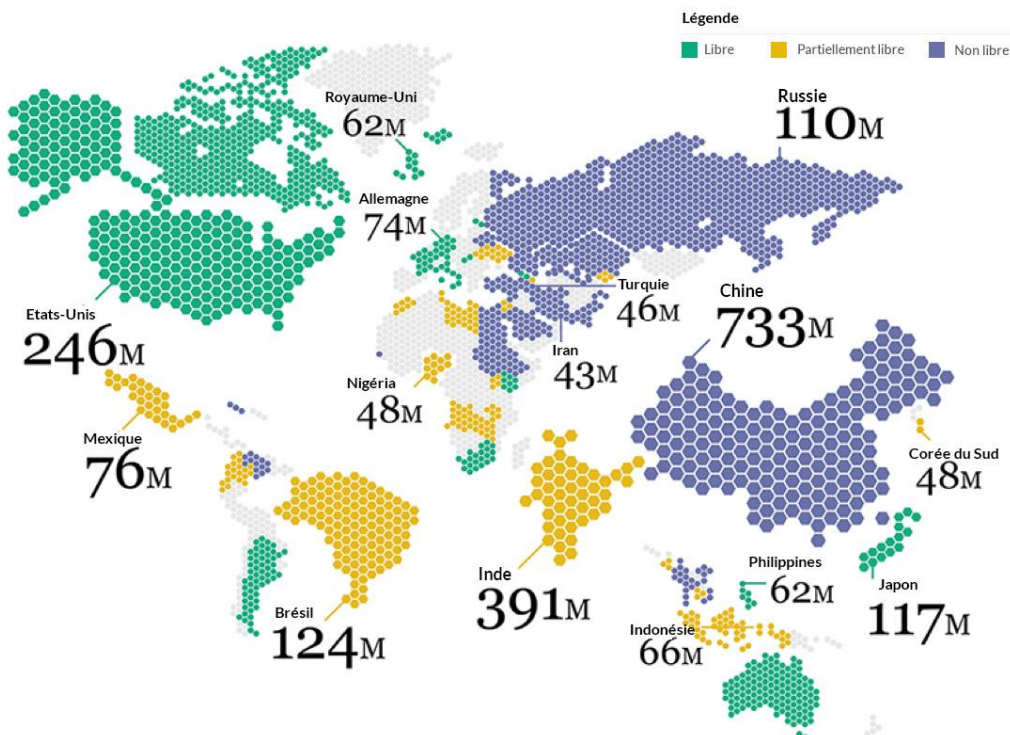 Légende
Libre
Partiellement libre
Non libre
Royaume-Uni
62M
Russie
110M
Allemagne
74M
Turquie
46M
Chine
733M
Etats-Unis
246M
Iran
43M
Nigéria
48M
Mexique
76M
Corée du Sud
48M
Inde
391M
Philippines
62M
Japon
117M
Brésil
124M
Indonésie
66M